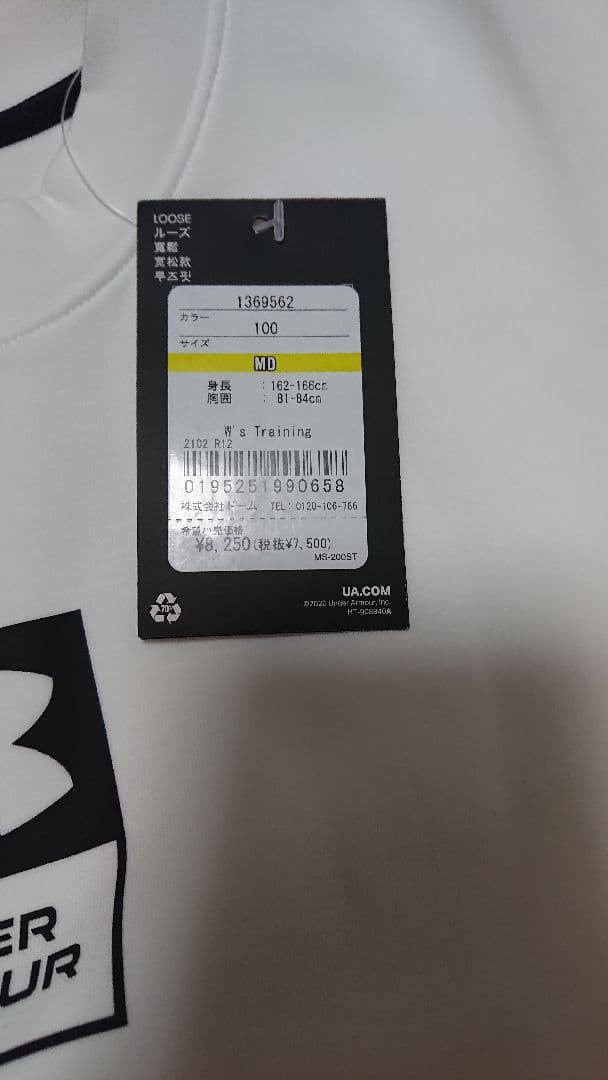 LOOSE
ルーズ
寬鬆
宽松款
루즈핏
1369562
カラー
100
サイズ
MD
身長 : 162-166cm
胸囲 : 81-84cm
W's Training
2102 R12
0195251990658
株式会社ドーム TEL: 0120-106-786
希望小売価格
¥8,250(税抜¥7,500)
MS-200ST
UA.COM
©2020 Under Armour, Inc.
70%
ER
UR